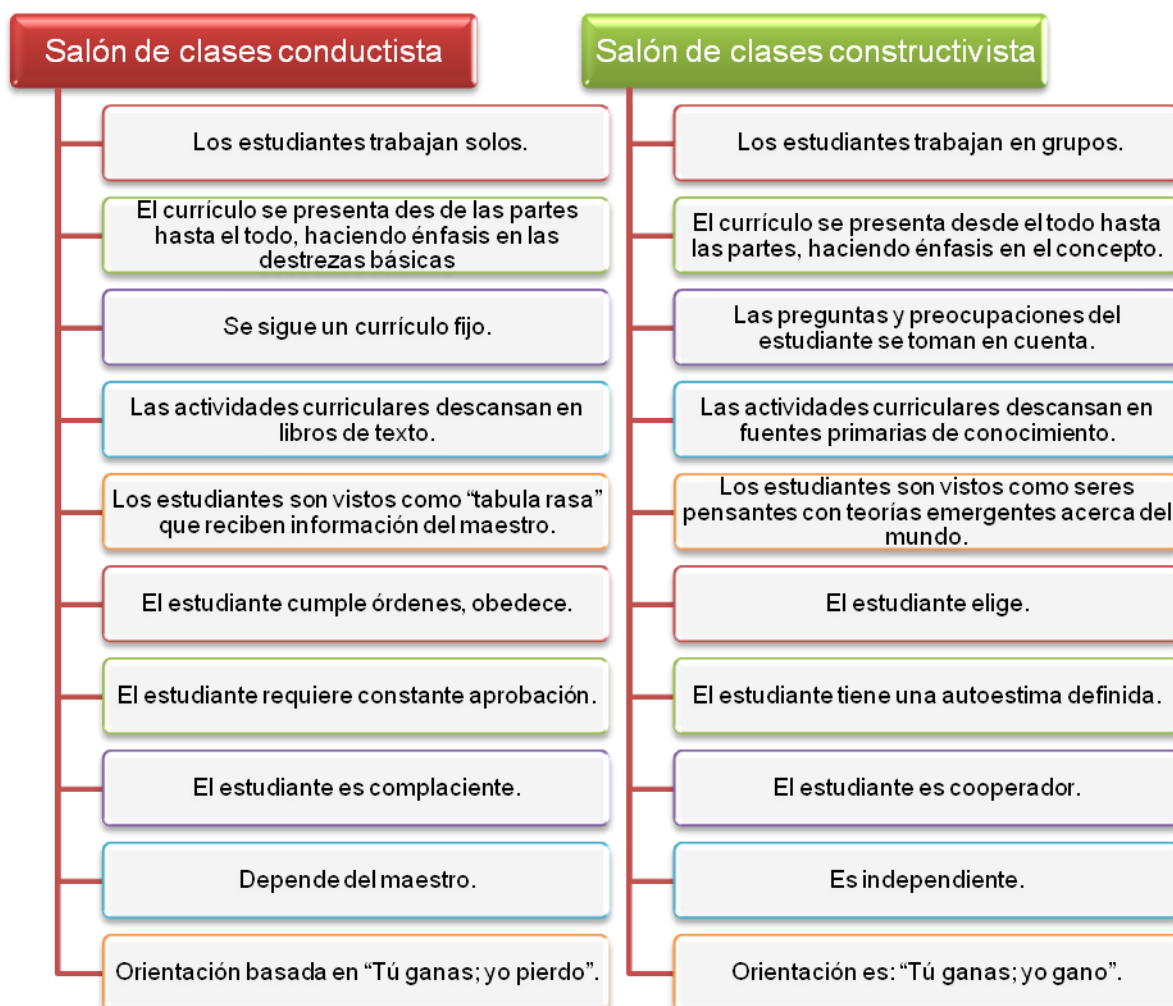 Salón de clases conductista
Los estudiantes trabajan solos.
El currículo se presenta des de las partes
hasta el todo, haciendo énfasis en las
destrezas básicas
Se sigue un currículo fijo.
Las actividades curriculares descansan en
libros de texto.
Los estudiantes son vistos como “tabula rasa”
que reciben información del maestro.
El estudiante cumple órdenes, obedece.
El estudiante requiere constante aprobación.
El estudiante es complaciente.
Depende del maestro.
Orientación basada en “Tú ganas; yo pierdo”.
Salón de clases constructivista
Los estudiantes trabajan en grupos.
El currículo se presenta desde el todo hasta
las partes, haciendo énfasis en el concepto.
Las preguntas y preocupaciones del
estudiante se toman en cuenta.
Las actividades curriculares descansan en
fuentes primarias de conocimiento.
Los estudiantes son vistos como seres
pensantes con teorías emergentes acerca del
mundo.
El estudiante elige.
El estudiante tiene una autoestima definida.
El estudiante es cooperador.
Es independiente.
Orientación es: “Tú ganas; yo gano”.